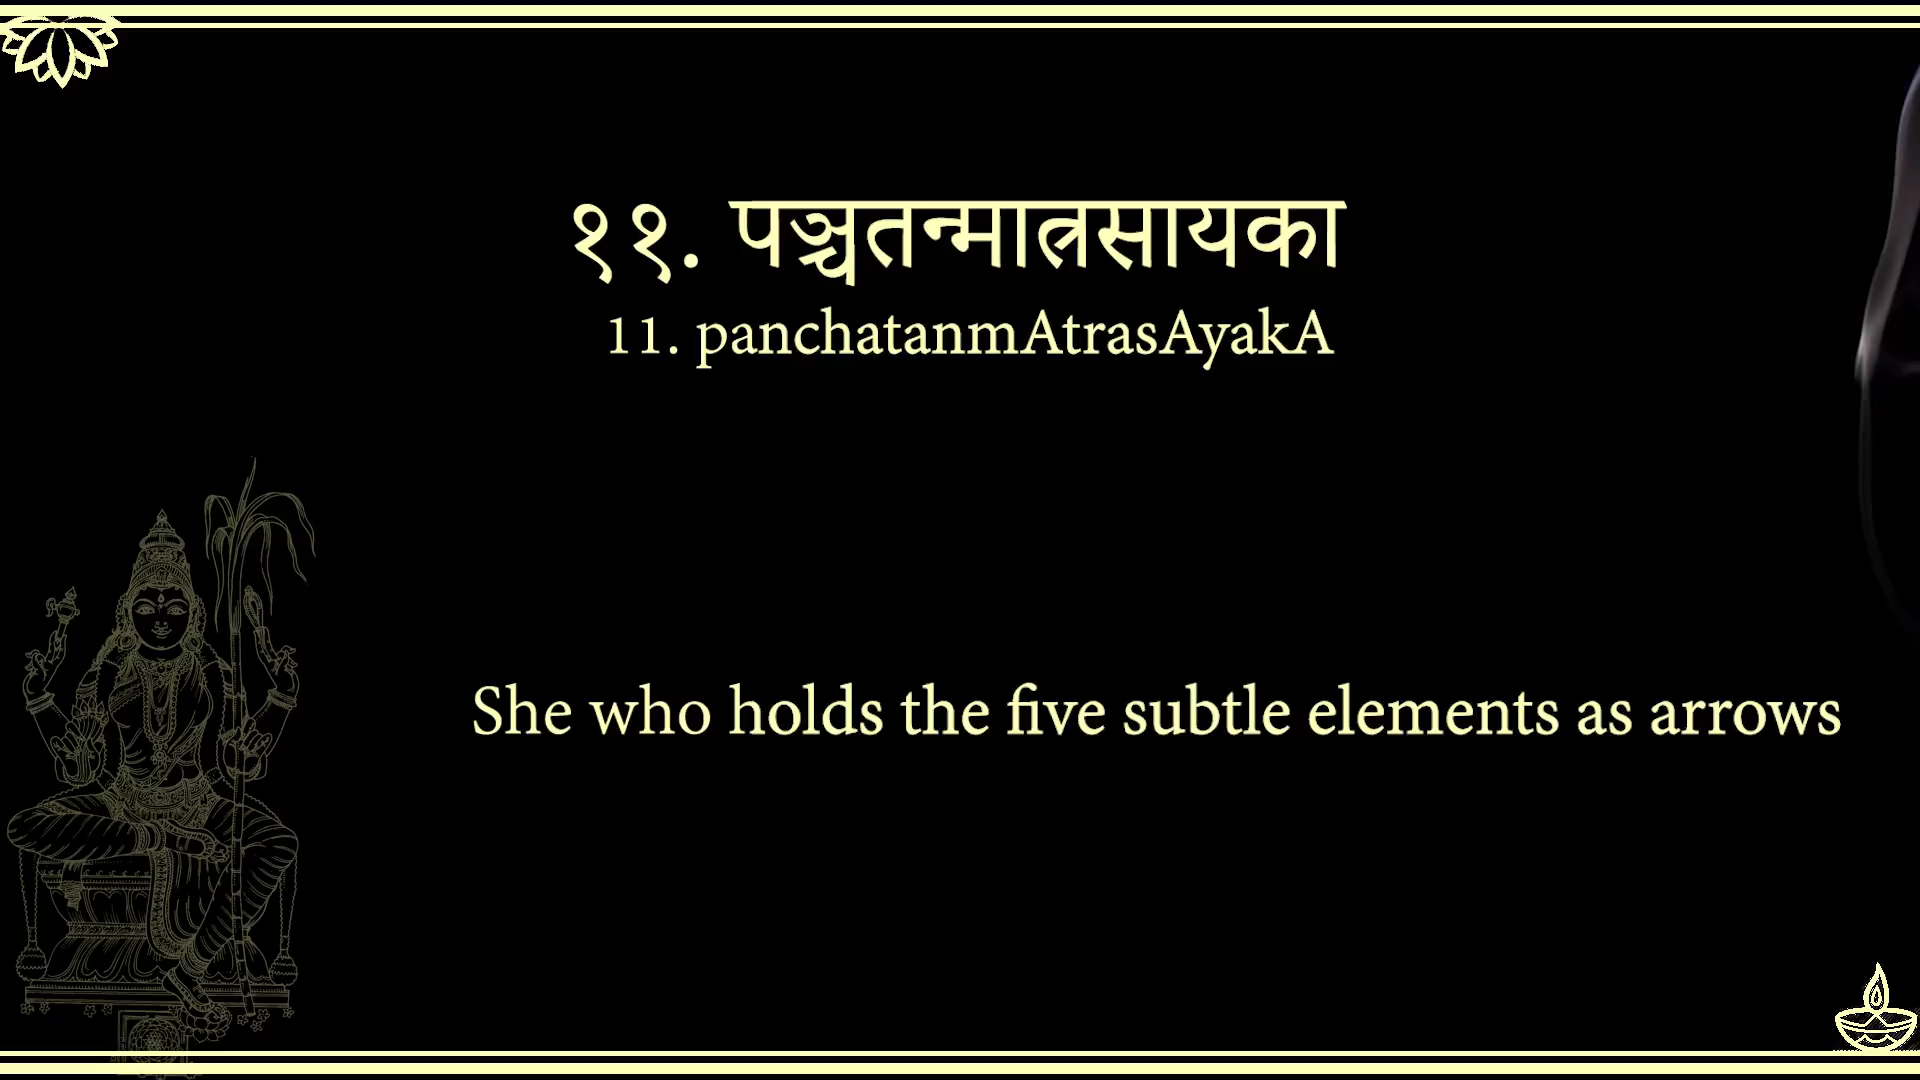 ११. पञ्चतन्मात्रसायका
11. panchatanmAtrasAyakA
She who holds the five subtle elements as arrows